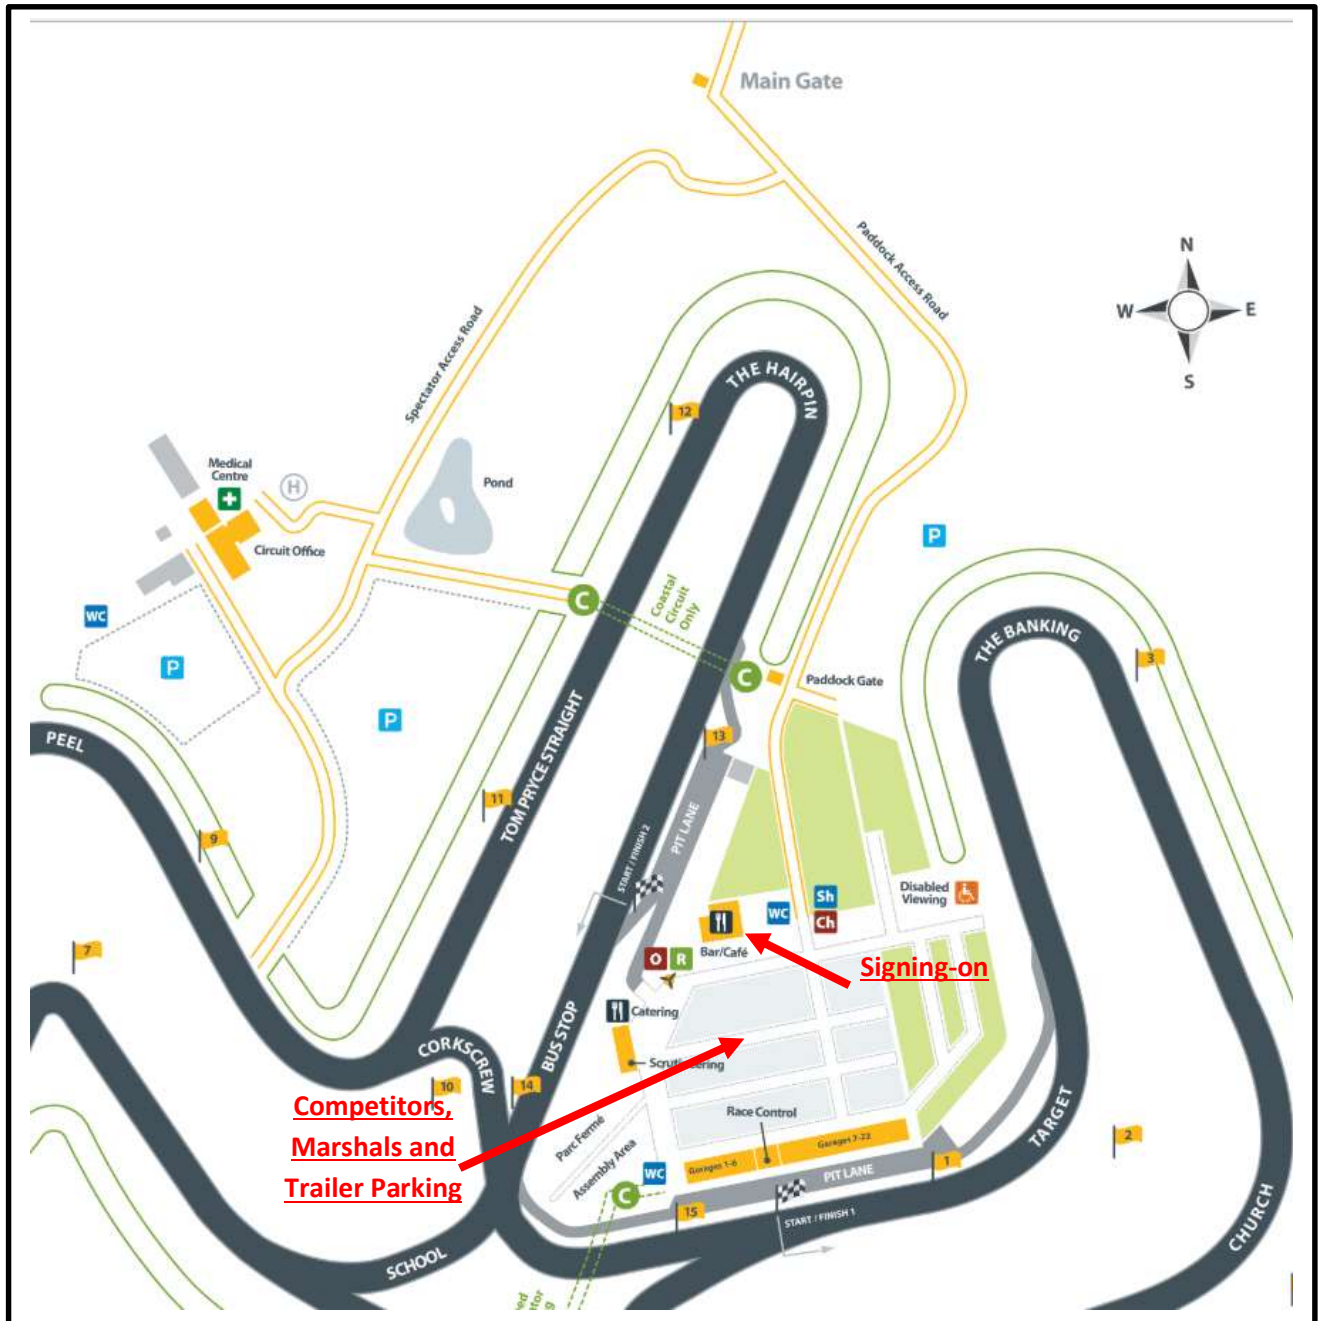 Main Gate
Paddock Access Road
N
W
E
S
Spectator Access Road
THE HAIRPIN
12
Medical
Centre
H
Pond
Circuit Office
P
WC
C
Coastal
Circuit
Only
THE BANKING
3
P
P
C
Paddock Gate
PEEL
TOM PRYCE STRAIGHT
13
11
9
PIT LANE
START / FINISH 2
Disabled
Viewing
Sh
WC
Ch
7
Bar/Café
O
R
Signing-on
Catering
BUS STOP
CORKSCREW
Scrutineering
10
14
Competitors,
Marshals and
Trailer Parking
Race Control
TARGET
2
Parc Fermé
Assembly Area
Garages 1-6
Garages 7-22
WC
PIT LANE
1
C
15
START / FINISH 1
CHURCH
SCHOOL